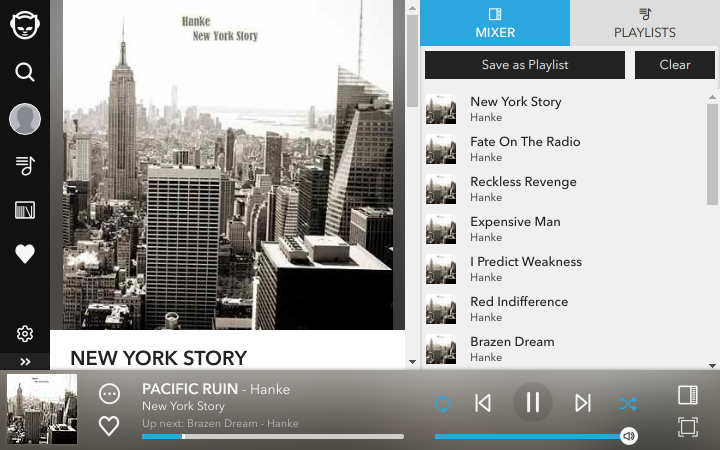 Hanke
New York Story
NEW YORK STORY
MIXER
PLAYLISTS
Save as Playlist
Clear
New York Story
Hanke
Fate On The Radio
Hanke
Reckless Revenge
Hanke
Expensive Man
Hanke
I Predict Weakness
Hanke
Red Indifference
Hanke
Brazen Dream
Hanke
PACIFIC RUIN - Hanke
New York Story
Up next: Brazen Dream - Hanke